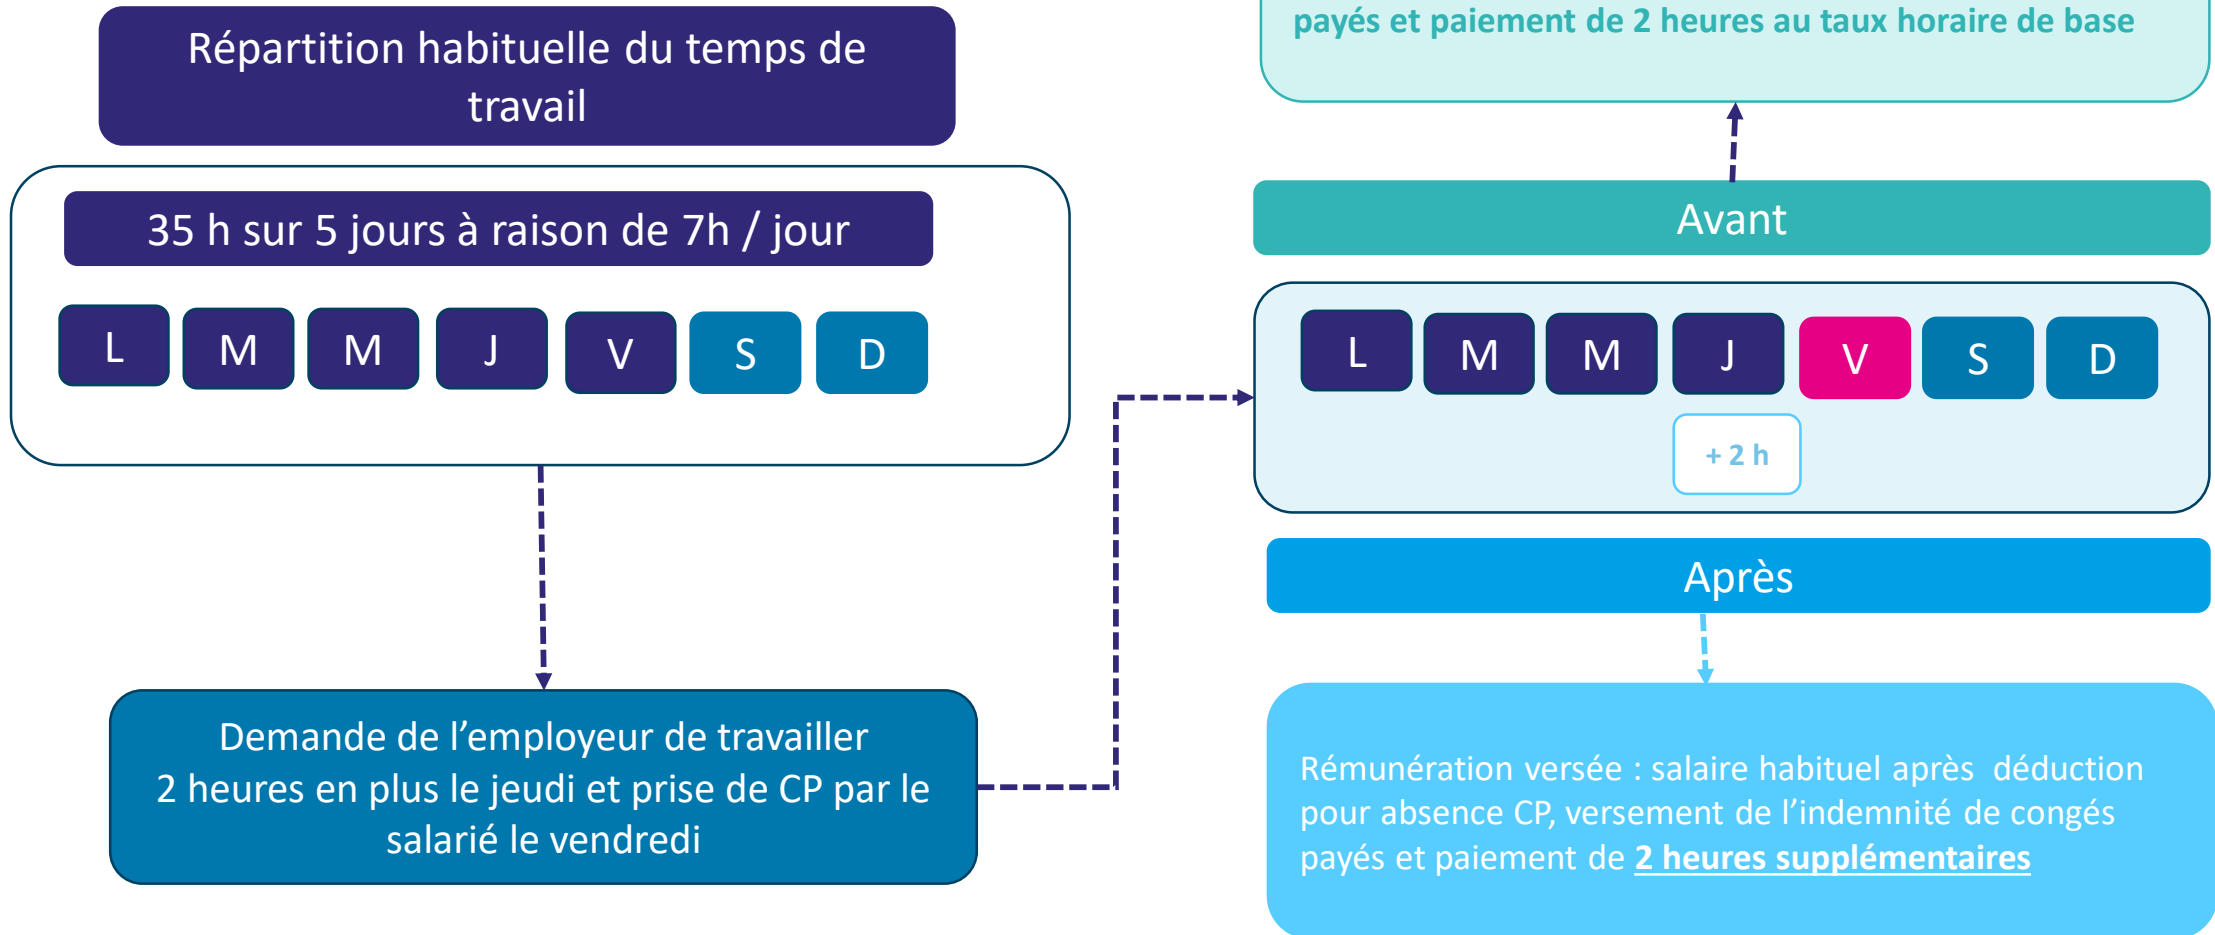 Répartition habituelle du temps de
travail
35 h sur 5 jours à raison de 7h / jour
L M M J V S D
Demande de l’employeur de travailler
2 heures en plus le jeudi et prise de CP par le
salarié le vendredi
payés et paiement de 2 heures au taux horaire de base
Avant
L M M J V S D
+ 2 h
Après
Rémunération versée : salaire habituel après déduction
pour absence CP, versement de l’indemnité de congés
payés et paiement de 2 heures supplémentaires